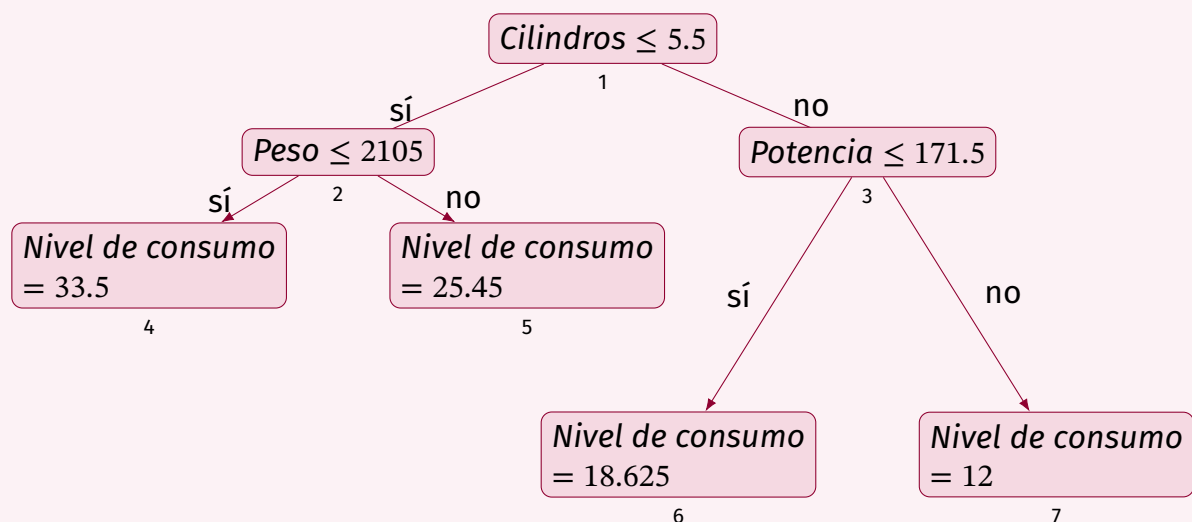 Cilindros ≤ 5.5
1
sí
no
Peso ≤ 2105
2
Potencia ≤ 171.5
3
sí
no
Nivel de consumo
= 33.5
4
Nivel de consumo
= 25.45
5
sí
no
Nivel de consumo
= 18.625
6
Nivel de consumo
= 12
7